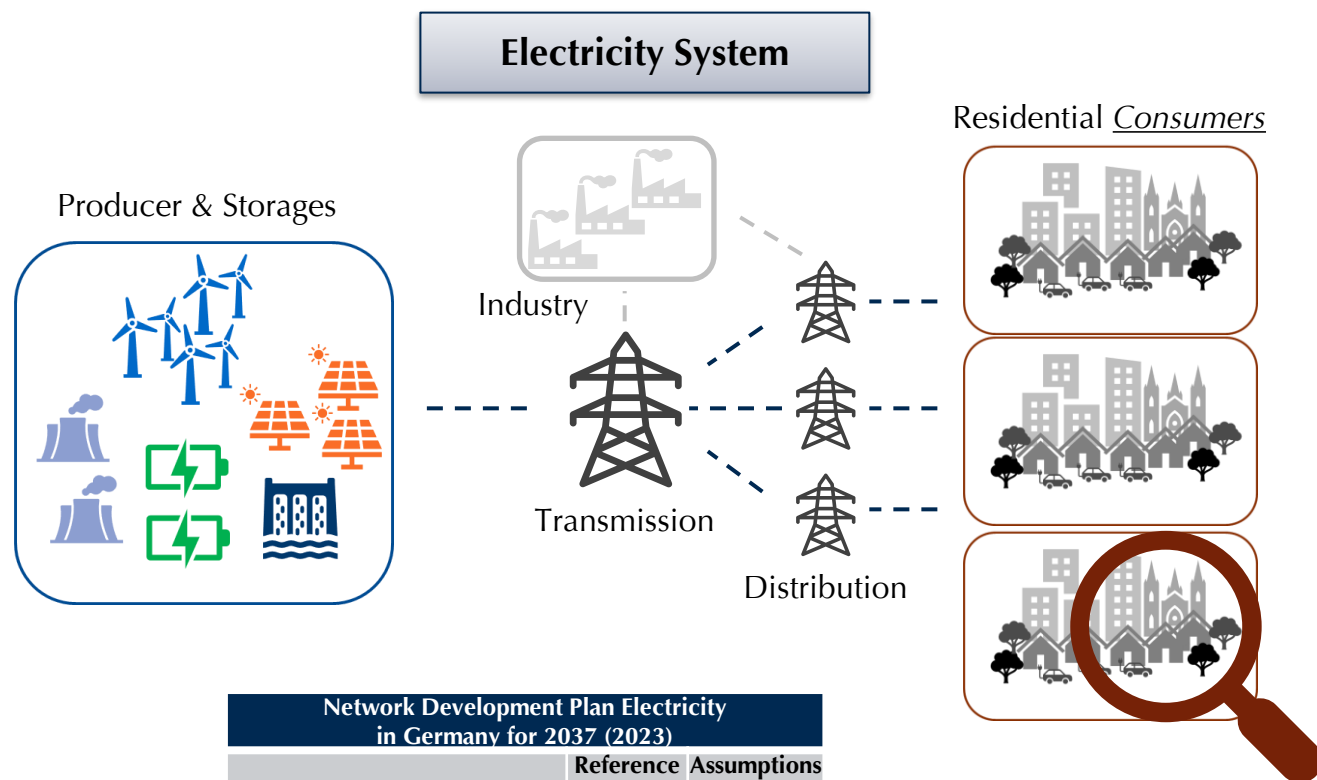 Electricity System
Residential Consumers
Producer & Storages
Industry
Transmission
Distribution
Network Development Plan Electricity
in Germany for 2037 (2023)
Reference Assumptions